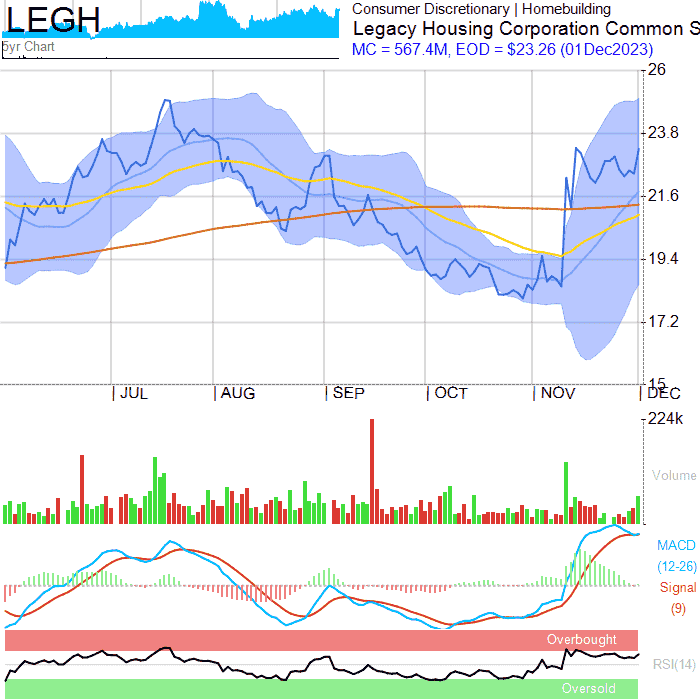 LEGH
5yr Chart
Consumer Discretionary | Homebuilding
Legacy Housing Corporation Common S
MC = 567.4M, EOD = $23.26 (01Dec2023)
26
23.8
21.6
19.4
17.2
15
JUL AUG SEP OCT NOV DEC
224k
Volume
MACD
(12-26)
Signal
(9)
Overbought
RSI(14)
Oversold